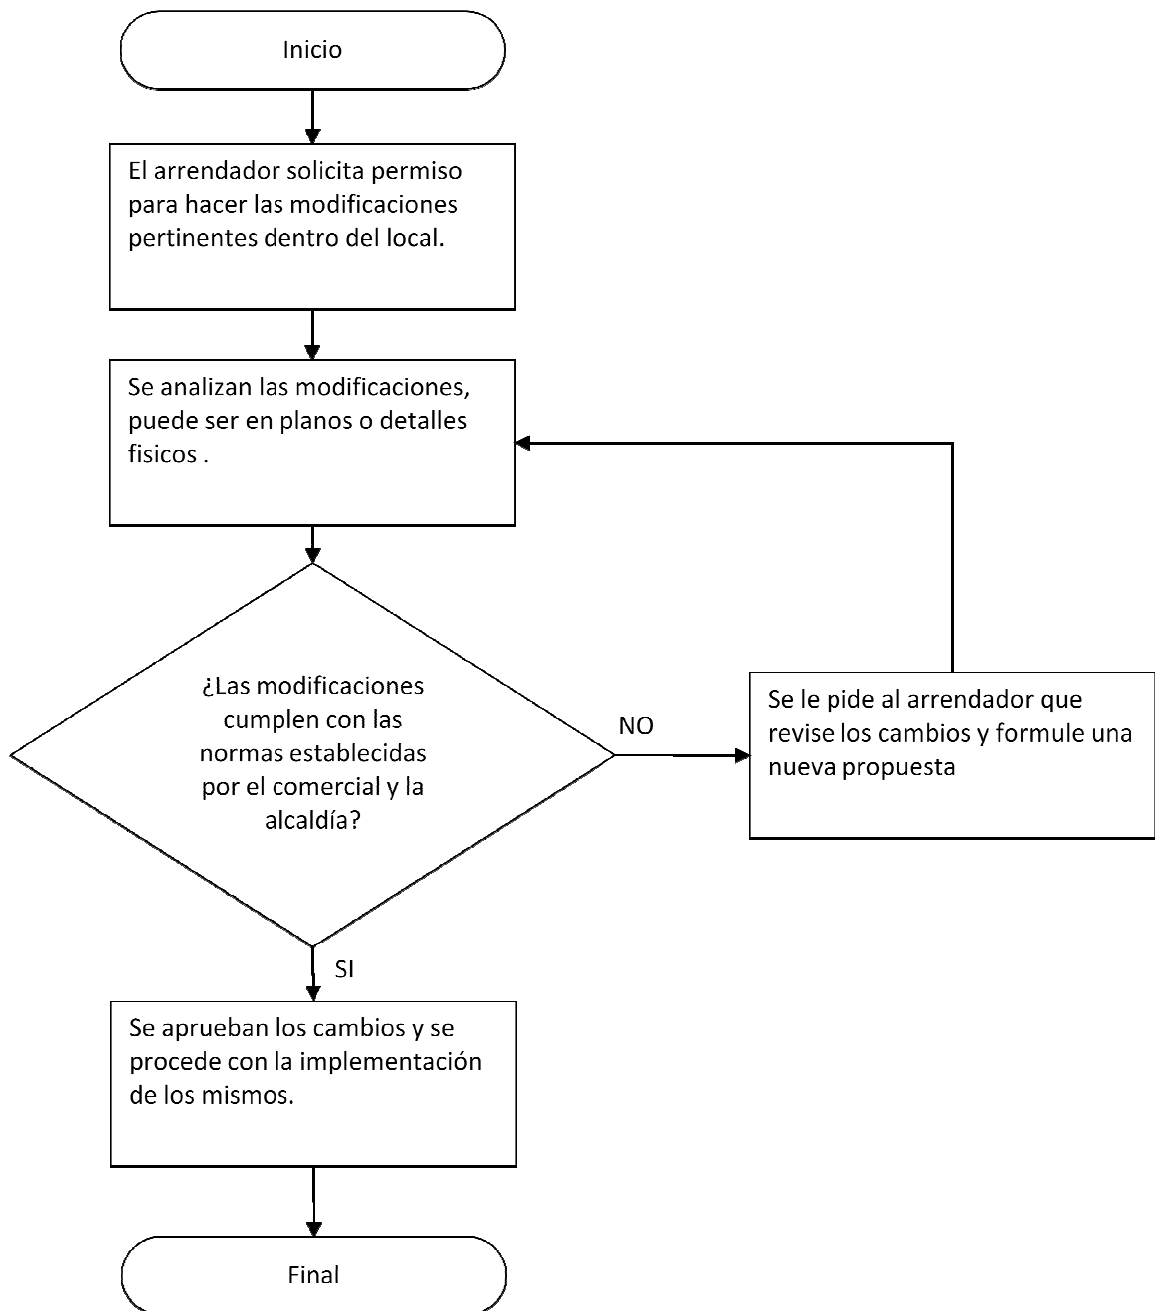 Inicio
El arrendador solicita permiso
para hacer las modificaciones
pertinentes dentro del local.
Se analizan las modificaciones,
puede ser en planos o detalles
fisicos .
¿Las modificaciones
cumplen con las
normas establecidas
por el comercial y la
alcaldía?
NO
Se le pide al arrendador que
revise los cambios y formule una
nueva propuesta
SI
Se aprueban los cambios y se
procede con la implementación
de los mismos.
Final